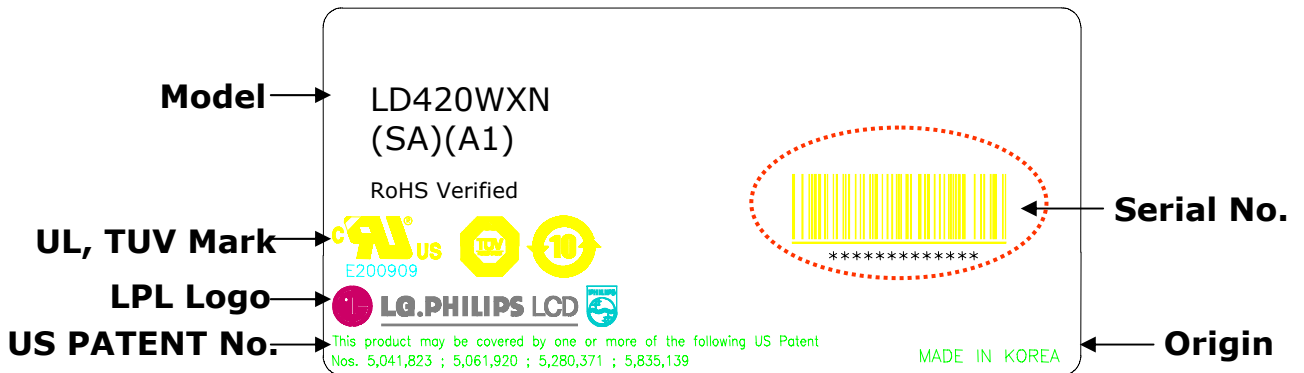 Model
LD420WXN
(SA)(A1)
RoHS Verified
Serial No.
*************
UL, TUV Mark
c US
TUV
10
E200909
LPL Logo
LG.PHILIPS LCD
PHILIPS
US PATENT No.
This product may be covered by one or more of the following US Patent
Nos. 5,041,823 ; 5,061,920 ; 5,280,371 ; 5,835,139
MADE IN KOREA
Origin